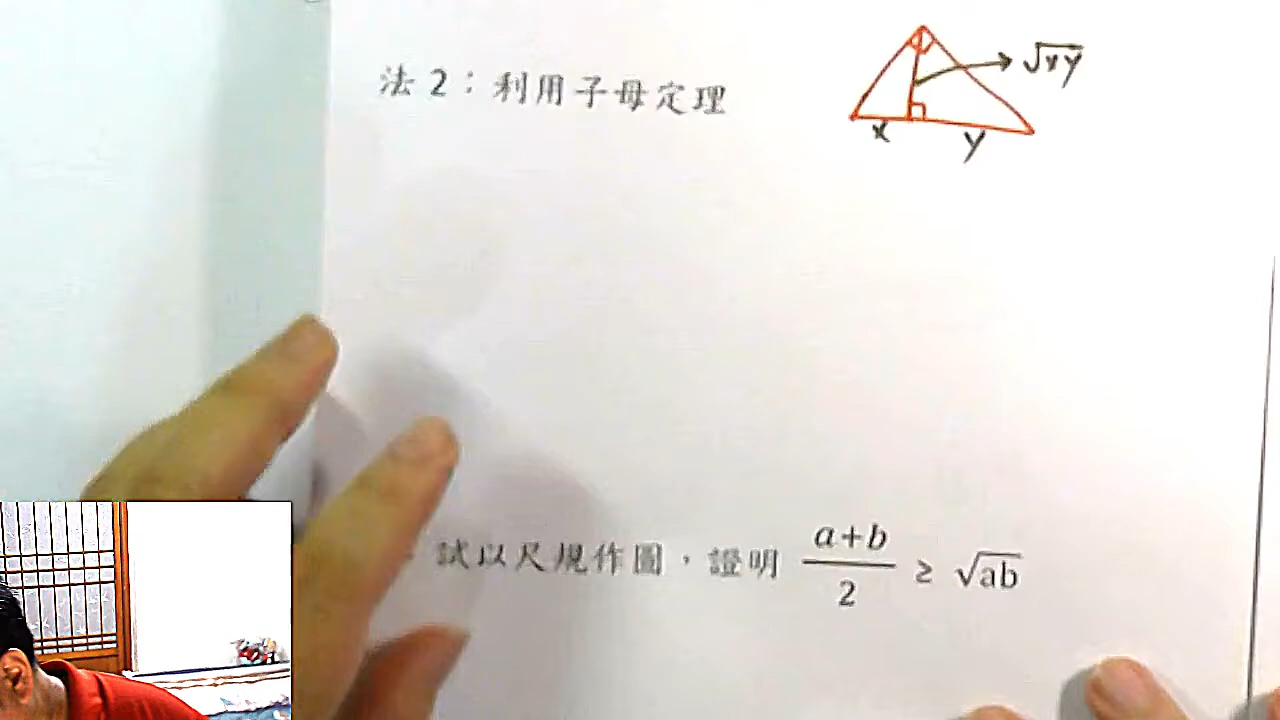 法 2：利用子母定理
√xy
x
y
試以尺規作圖，證明 a+b/2 ≥ √ab